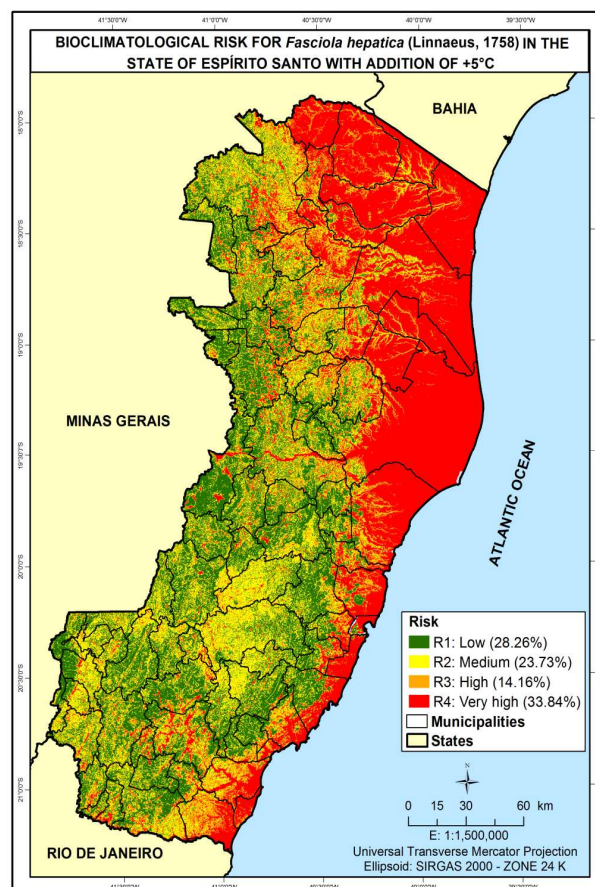 BIOCLIMATOLOGICAL RISK FOR Fasciola hepatica (Linnaeus, 1758) IN THE
STATE OF ESPÍRITO SANTO WITH ADDITION OF +5°C
41°30'0"S
41°0'0"S
40°30'0"S
40°0'0"S
39°30'0"S
BAHIA
18°0'0"S
18°30'0"S
19°0'0"S
19°30'0"S
20°0'0"S
20°30'0"S
21°0'0"S
MINAS GERAIS
ATLANTIC OCEAN
RIO DE JANEIRO
Risk
R1: Low (28.26%)
R2: Medium (23.73%)
R3: High (14.16%)
R4: Very high (33.84%)
Municipalities
States
0 15 30 60 km
E: 1:1,500,000
Universal Transverse Mercator Projection
Ellipsoid: SIRGAS 2000 - ZONE 24 K